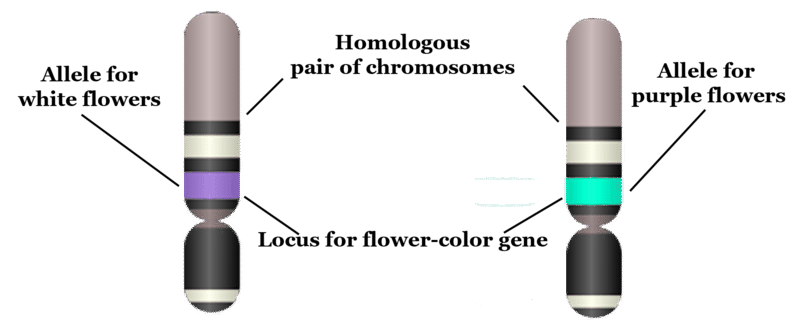 Homologous
pair of chromosomes
Allele for
white flowers
Allele for
purple flowers
Locus for flower-color gene